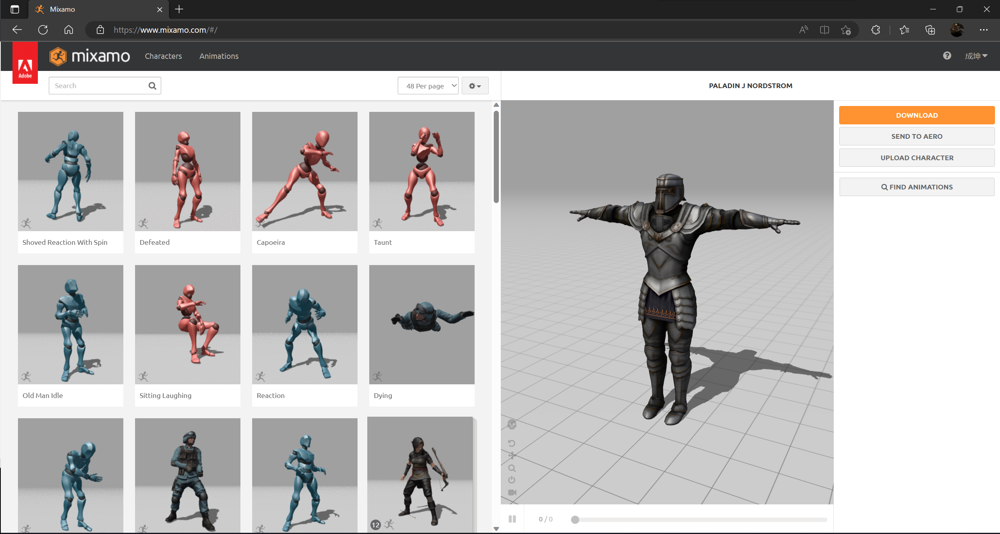 Mixamo
https://www.mixamo.com/#/
Adobe
mixamo
Characters
Animations
成坤
Search
48 Per page
PALADIN J NORDSTROM
DOWNLOAD
SEND TO AERO
UPLOAD CHARACTER
FIND ANIMATIONS
Shoved Reaction With Spin
Defeated
Capoeira
Taunt
Old Man Idle
Sitting Laughing
Reaction
Dying
12
0 / 0